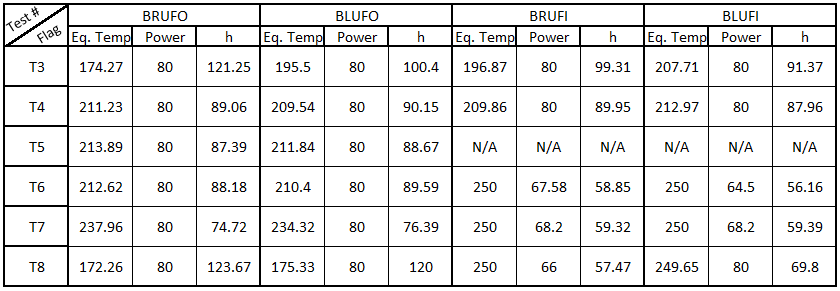 Test # Flag BRUFO BLUFO BRUFI BLUFI
Eq. Temp Power h Eq. Temp Power h Eq. Temp Power h Eq. Temp Power h
T3 174.27 80 121.25 195.5 80 100.4 196.87 80 99.31 207.71 80 91.37
T4 211.23 80 89.06 209.54 80 90.15 209.86 80 89.95 212.97 80 87.96
T5 213.89 80 87.39 211.84 80 88.67 N/A N/A N/A N/A N/A N/A
T6 212.62 80 88.18 210.4 80 89.59 250 67.58 58.85 250 64.5 56.16
T7 237.96 80 74.72 234.32 80 76.39 250 68.2 59.32 250 68.2 59.39
T8 172.26 80 123.67 175.33 80 120 250 66 57.47 249.65 80 69.8